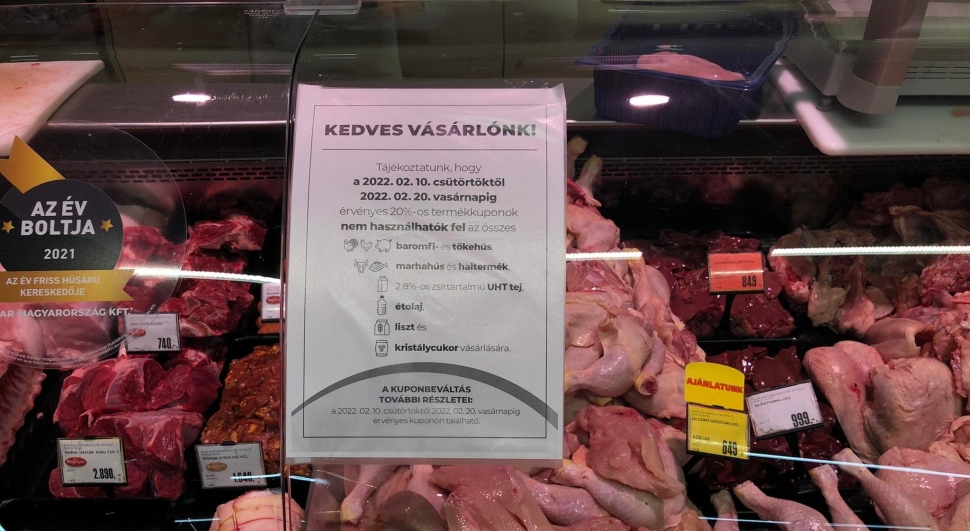 KEDVES VÁSÁRLÓNK!
Tájékoztatunk, hogy
a 2022. 02. 10. csütörtöktől
2022. 02. 20. vasárnapig
érvényes 20%-os termékkuponok
nem használhatók fel az összes
baromfi- és tőkehús,
marhahús és haltermék,
2,8%-os zsírtartalmú UHT tej,
étolaj,
liszt és
kristálycukor vásárlására.
A KUPONBEVÁLTÁS
TOVÁBBI RÉSZLETEI:
a 2022. 02. 10. csütörtöktől 2022. 02. 20. vasárnapig
érvényes kuponon található.
AZ ÉV
BOLTJA
2021
AZ ÉV FRISS HÚSÁRU
KERESKEDŐJE
AR MAGYARORSZÁG KFT.
740.-
2.890.-
1.640.-
849
AJÁNLATUNK
649
999.-